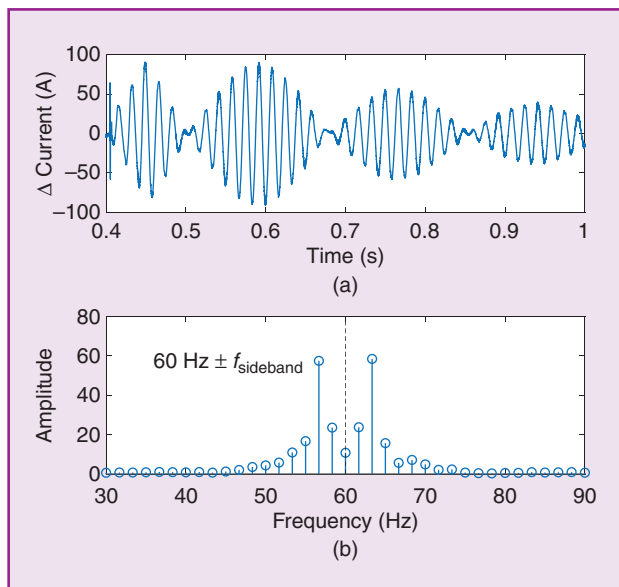 100
50
0
−50
−100
Δ Current (A)
0.4 0.5 0.6 0.7 0.8 0.9 1
Time (s)
(a)
80
60
40
20
0
Amplitude
60 Hz ± fsideband
30 40 50 60 70 80 90
Frequency (Hz)
(b)